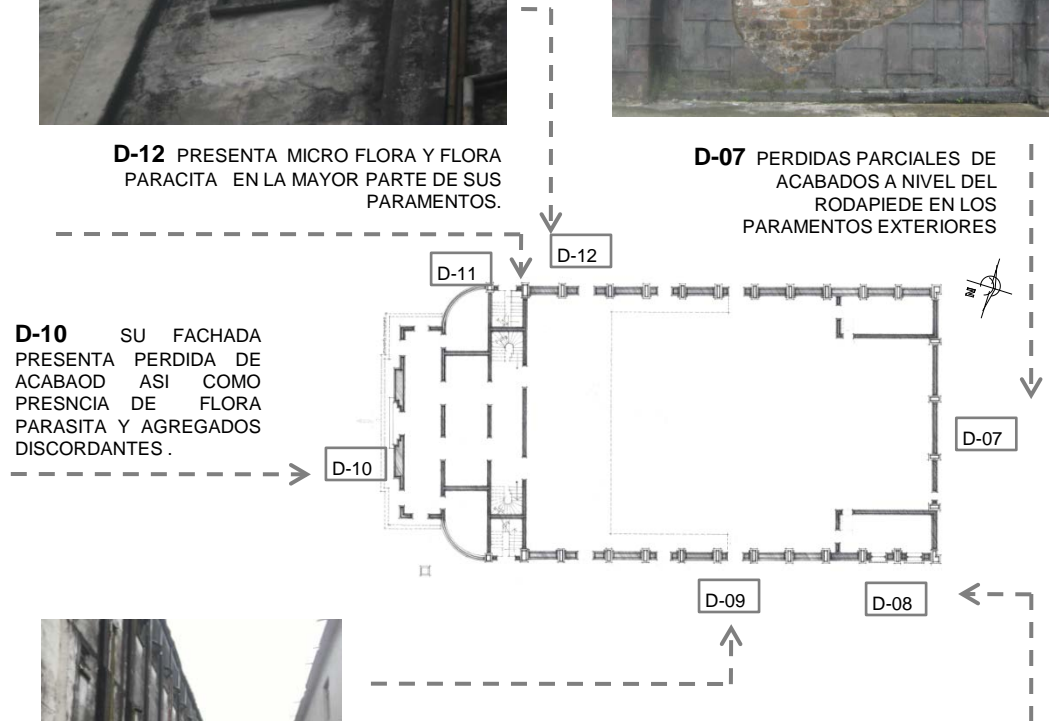 D-12 PRESENTA MICRO FLORA Y FLORA
PARACITA EN LA MAYOR PARTE DE SUS
PARAMENTOS.
D-07 PERDIDAS PARCIALES DE
ACABADOS A NIVEL DEL
RODAPIEDE EN LOS
PARAMENTOS EXTERIORES
D-12
D-11
N
D-10 SU FACHADA
PRESENTA PERDIDA DE
ACABAOD ASI COMO
PRESNCIA DE FLORA
PARASITA Y AGREGADOS
DISCORDANTES .
D-07
D-10
D-09
D-08